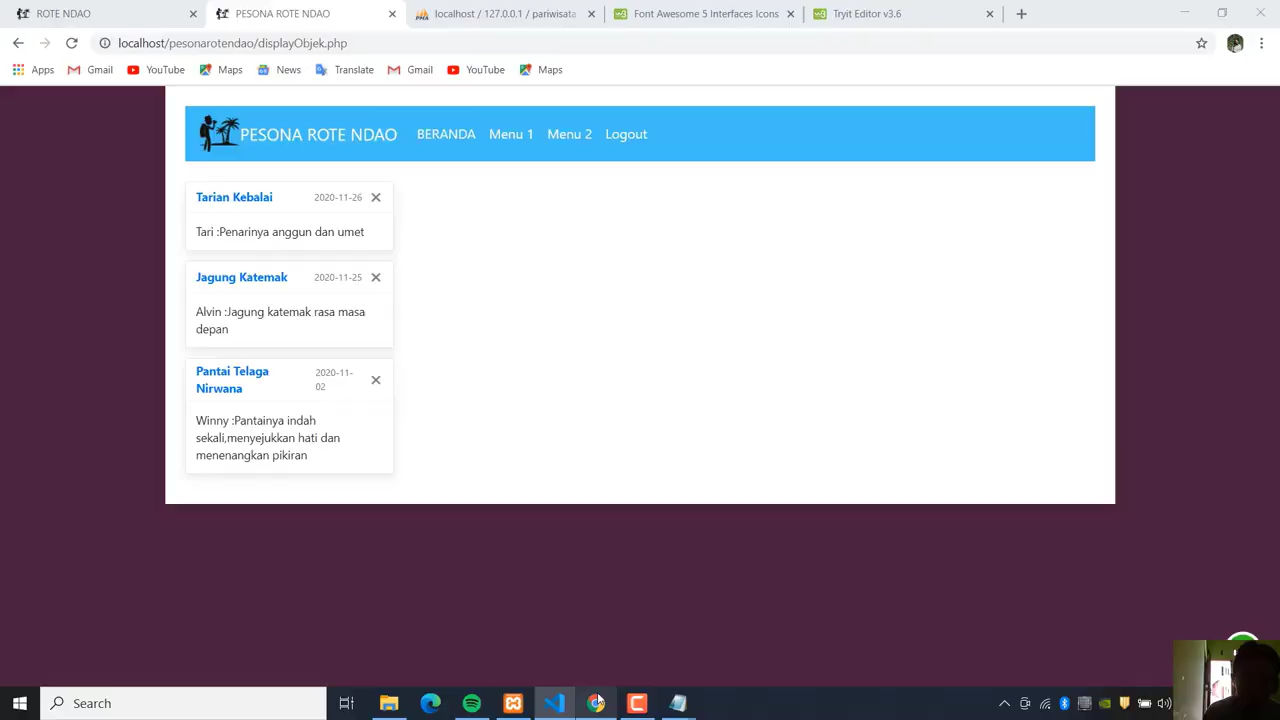 ROTE NDAO
PESONA ROTE NDAO
localhost / 127.0.0.1 / pariwisata
Font Awesome 5 Interfaces Icons
Tryit Editor v3.6
localhost/pesonarotendao/displayObjek.php
Apps
Gmail
YouTube
Maps
News
Translate
Gmail
YouTube
Maps
PESONA ROTE NDAO
BERANDA
Menu 1
Menu 2
Logout
Tarian Kebalai
2020-11-26
Tari :Penarinya anggun dan umet
Jagung Katemak
2020-11-25
Alvin :Jagung katemak rasa masa
depan
Pantai Telaga
Nirwana
2020-11-
02
Winny :Pantainya indah
sekali,menyejukkan hati dan
menenangkan pikiran
Search